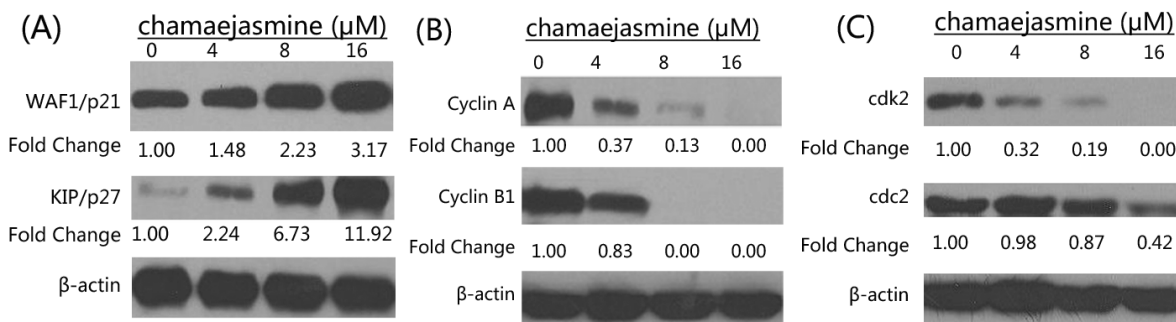 (A) chamaejasmine (μM)
0 4 8 16
WAF1/p21
Fold Change 1.00 1.48 2.23 3.17
KIP/p27
Fold Change 1.00 2.24 6.73 11.92
β-actin
(B) chamaejasmine (μM)
0 4 8 16
Cyclin A
Fold Change 1.00 0.37 0.13 0.00
Cyclin B1
Fold Change 1.00 0.83 0.00 0.00
β-actin
(C) chamaejasmine (μM)
0 4 8 16
cdk2
Fold Change 1.00 0.32 0.19 0.00
cdc2
Fold Change 1.00 0.98 0.87 0.42
β-actin